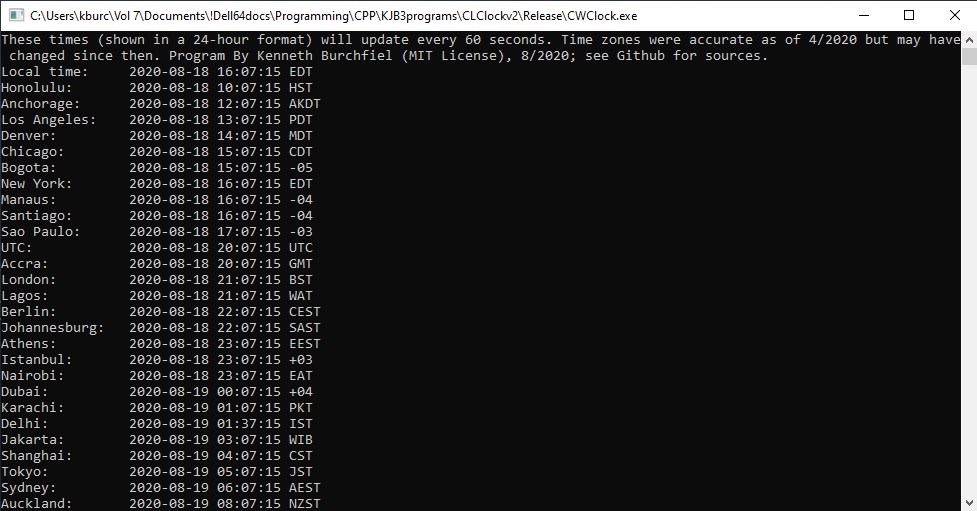 C:\Users\kburc\Vol 7\Documents\!Dell64docs\Programming\CPP\KJB3programs\CLClockv2\Release\CWClock.exe
These times (shown in a 24-hour format) will update every 60 seconds. Time zones were accurate as of 4/2020 but may have
changed since then. Program By Kenneth Burchfiel (MIT License), 8/2020; see Github for sources.
Local time: 2020-08-18 16:07:15 EDT
Honolulu: 2020-08-18 10:07:15 HST
Anchorage: 2020-08-18 12:07:15 AKDT
Los Angeles: 2020-08-18 13:07:15 PDT
Denver: 2020-08-18 14:07:15 MDT
Chicago: 2020-08-18 15:07:15 CDT
Bogota: 2020-08-18 15:07:15 -05
New York: 2020-08-18 16:07:15 EDT
Manaus: 2020-08-18 16:07:15 -04
Santiago: 2020-08-18 16:07:15 -04
Sao Paulo: 2020-08-18 17:07:15 -03
UTC: 2020-08-18 20:07:15 UTC
Accra: 2020-08-18 20:07:15 GMT
London: 2020-08-18 21:07:15 BST
Lagos: 2020-08-18 21:07:15 WAT
Berlin: 2020-08-18 22:07:15 CEST
Johannesburg: 2020-08-18 22:07:15 SAST
Athens: 2020-08-18 23:07:15 EEST
Istanbul: 2020-08-18 23:07:15 +03
Nairobi: 2020-08-18 23:07:15 EAT
Dubai: 2020-08-19 00:07:15 +04
Karachi: 2020-08-19 01:07:15 PKT
Delhi: 2020-08-19 01:37:15 IST
Jakarta: 2020-08-19 03:07:15 WIB
Shanghai: 2020-08-19 04:07:15 CST
Tokyo: 2020-08-19 05:07:15 JST
Sydney: 2020-08-19 06:07:15 AEST
Auckland: 2020-08-19 08:07:15 NZST